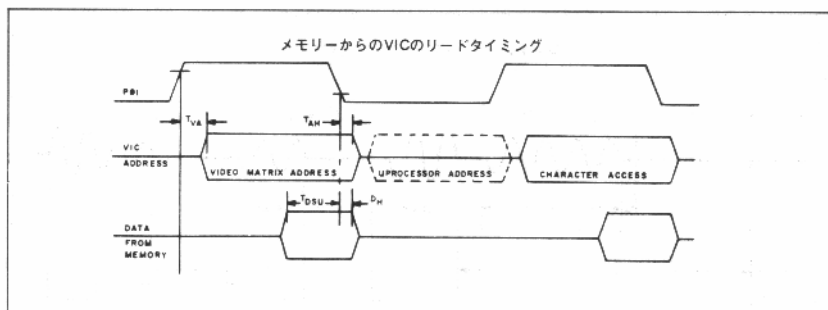 メモリーからのVICのリードタイミング
PØ1
TVA
TAH
VIC
ADDRESS
VIDEO MATRIX ADDRESS
UPROCESSOR ADDRESS
CHARACTER ACCESS
TDSU
DH
DATA
FROM
MEMORY